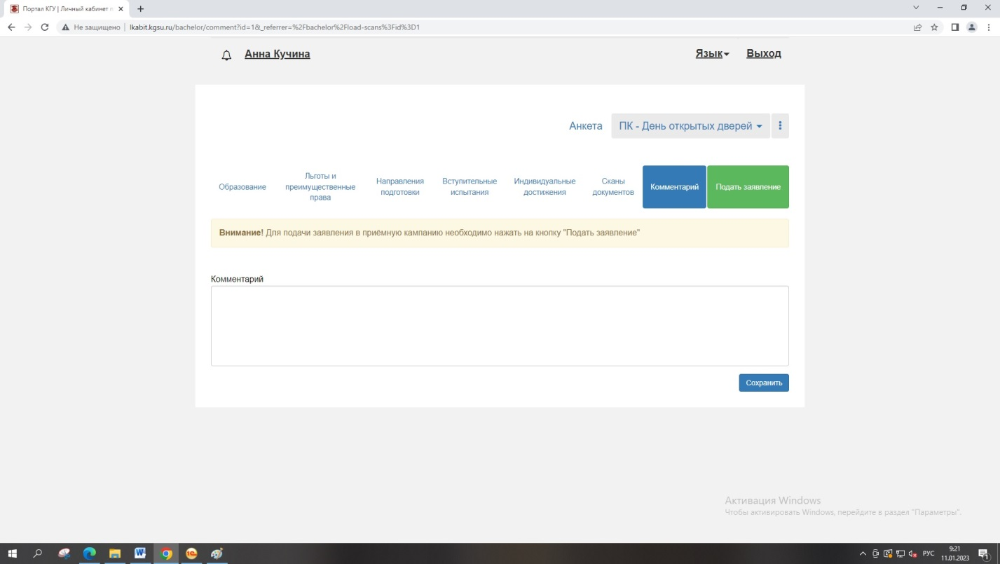 Портал КГУ | Личный кабинет п
Не защищено | lkabit.kgsu.ru/bachelor/comment?id=1&_referrer=%2Fbachelor%2Fload-scans%3Fid%3D1
Анна Кучина
Язык
Выход
Анкета
ПК - День открытых дверей
Образование
Льготы и
преимущественные
права
Направления
подготовки
Вступительные
испытания
Индивидуальные
достижения
Сканы
документов
Комментарий
Подать заявление
Внимание! Для подачи заявления в приёмную кампанию необходимо нажать на кнопку "Подать заявление"
Комментарий
Сохранить
Активация Windows
Чтобы активировать Windows, перейдите в раздел "Параметры".
РУС
9:21
11.01.2023
1